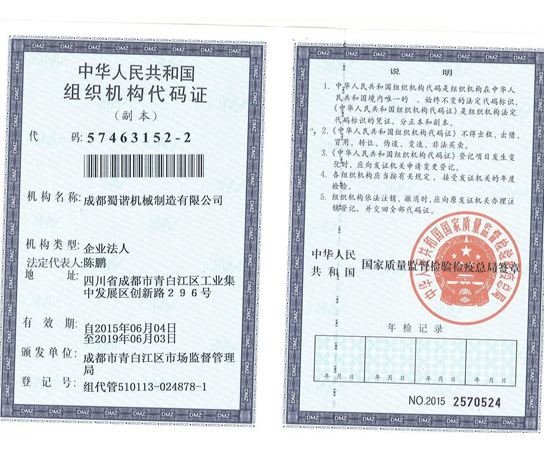 中华人民共和国
组织机构代码证
(副本)
代 码: 57463152-2
机构名称: 成都蜀谐机械制造有限公司
机构类型: 企业法人
法定代表人: 陈鹏
地 址: 四川省成都市青白江区工业集
中发展区创新路296号
有 效 期: 自2015年06月04日
至2019年06月03日
颁发单位: 成都市青白江区市场监督管理
局
登 记 号: 组代管510113-024878-1
说 明
1. 中华人民共和国组织机构代码是组织机构在中华人
民共和国境内唯一的、始终不变的法定代码标识,
《中华人民共和国组织机构代码证》是组织机构法定
代码标识的凭证,分正本和副本。
2. 《中华人民共和国组织机构代码证》不得出租、出借、
冒用、转让、伪造、变造、非法买卖。
3. 《中华人民共和国组织机构代码证》登记项目发生变
化时,应向发证机关申请变更登记。
4. 各组织机构应当按有关规定,接受发证机关的年度
检验。
5. 组织机构依法注销、撤消时,应向原发证机关办理注
销登记,并交回全部代码证。
中华人民
共和国 国家质量监督检验检疫总局签章
年检记录
年 月 日 年 月 日 年 月 日 年 月 日
NO.2015 2570524